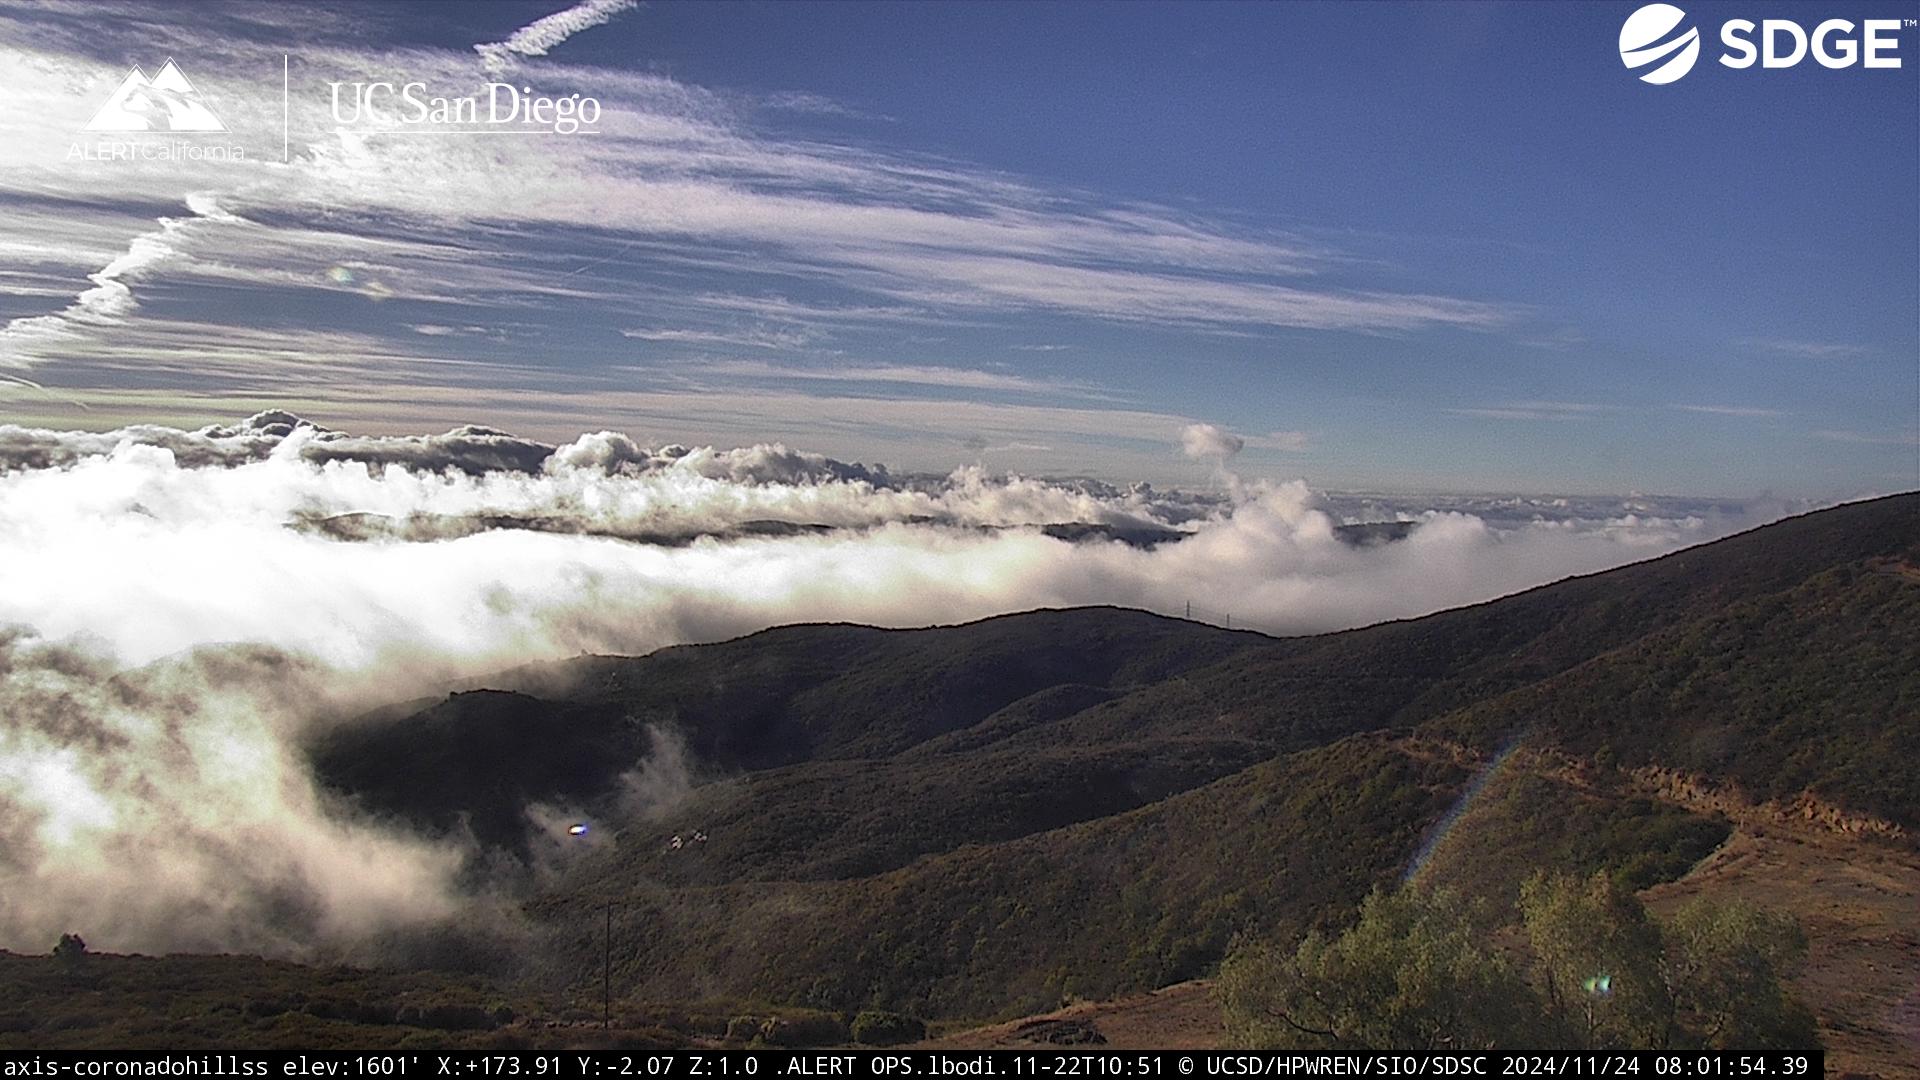 SDGE™
UC San Diego
ALERTCalifornia
axis-coronadohillss elev:1601' X:+173.91 Y:-2.07 Z:1.0 .ALERT OPS.lbodi.11-22T10:51 © UCSD/HPWREN/SIO/SDSC 2024/11/24 08:01:54.39